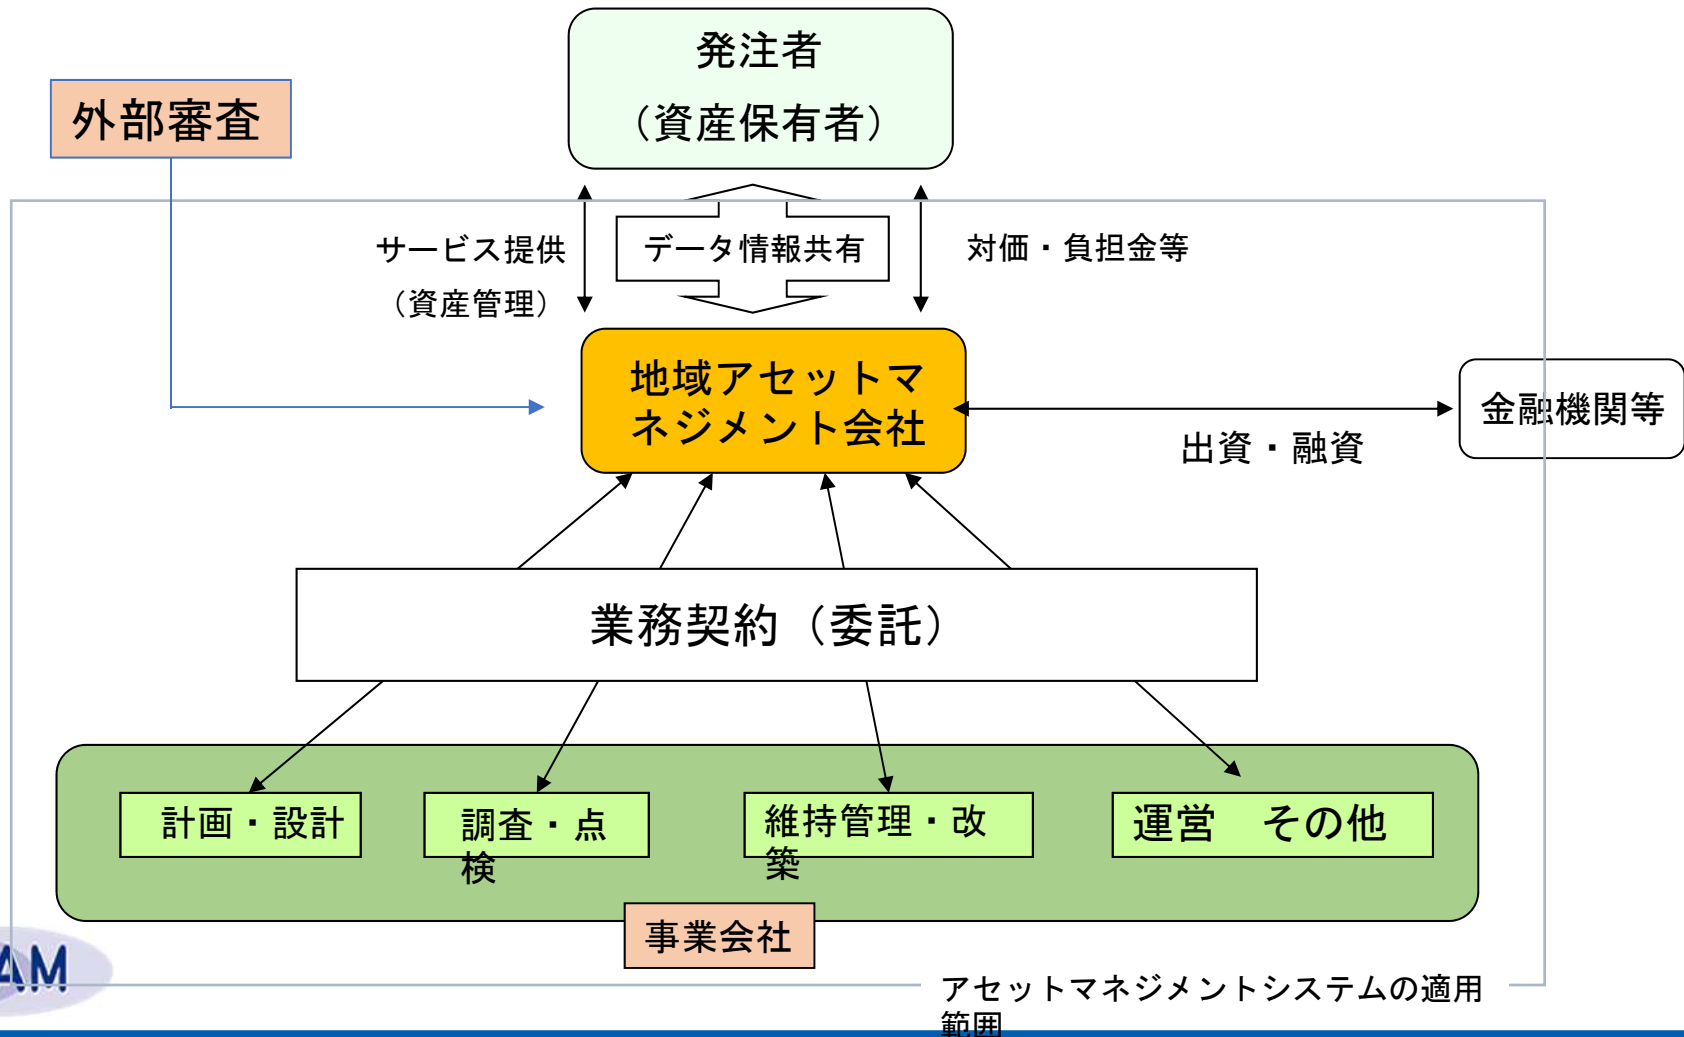 発注者
（資産保有者）
外部審査
サービス提供
（資産管理）
データ情報共有
対価・負担金等
地域アセットマ
ネジメント会社
金融機関等
出資・融資
業務契約（委託）
計画・設計
調査・点
検
維持管理・改
築
運営　その他
事業会社
AM
アセットマネジメントシステムの適用
範囲